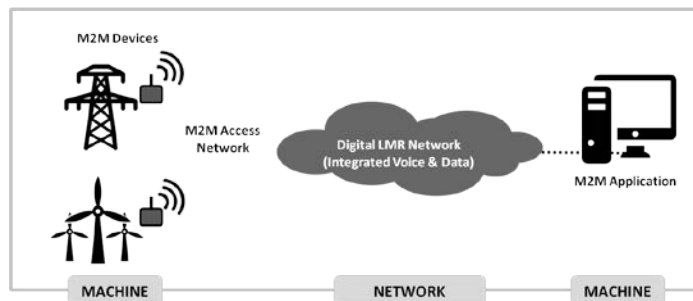 M2M Devices
M2M Access
Network
Digital LMR Network
(Integrated Voice & Data)
M2M Application
MACHINE
NETWORK
MACHINE